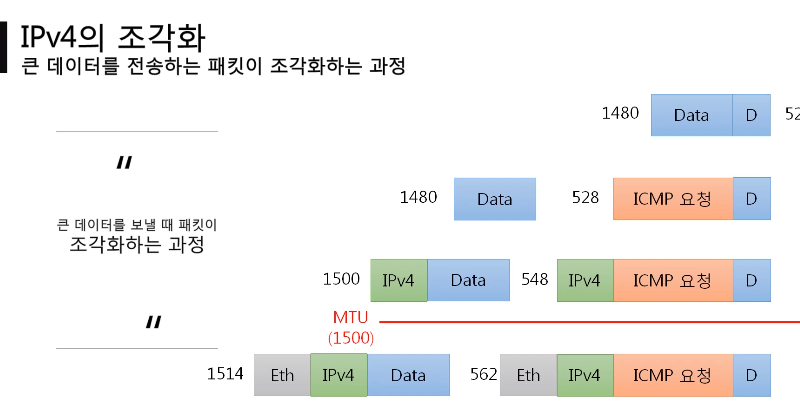 IPv4의 조각화
큰 데이터를 전송하는 패킷이 조각화하는 과정
1480 Data D 52
“
1480 Data 528 ICMP 요청 D
큰 데이터를 보낼 때 패킷이
조각화하는 과정
1500 IPv4 Data 548 IPv4 ICMP 요청 D
“
MTU
(1500)
1514 Eth IPv4 Data 562 Eth IPv4 ICMP 요청 D